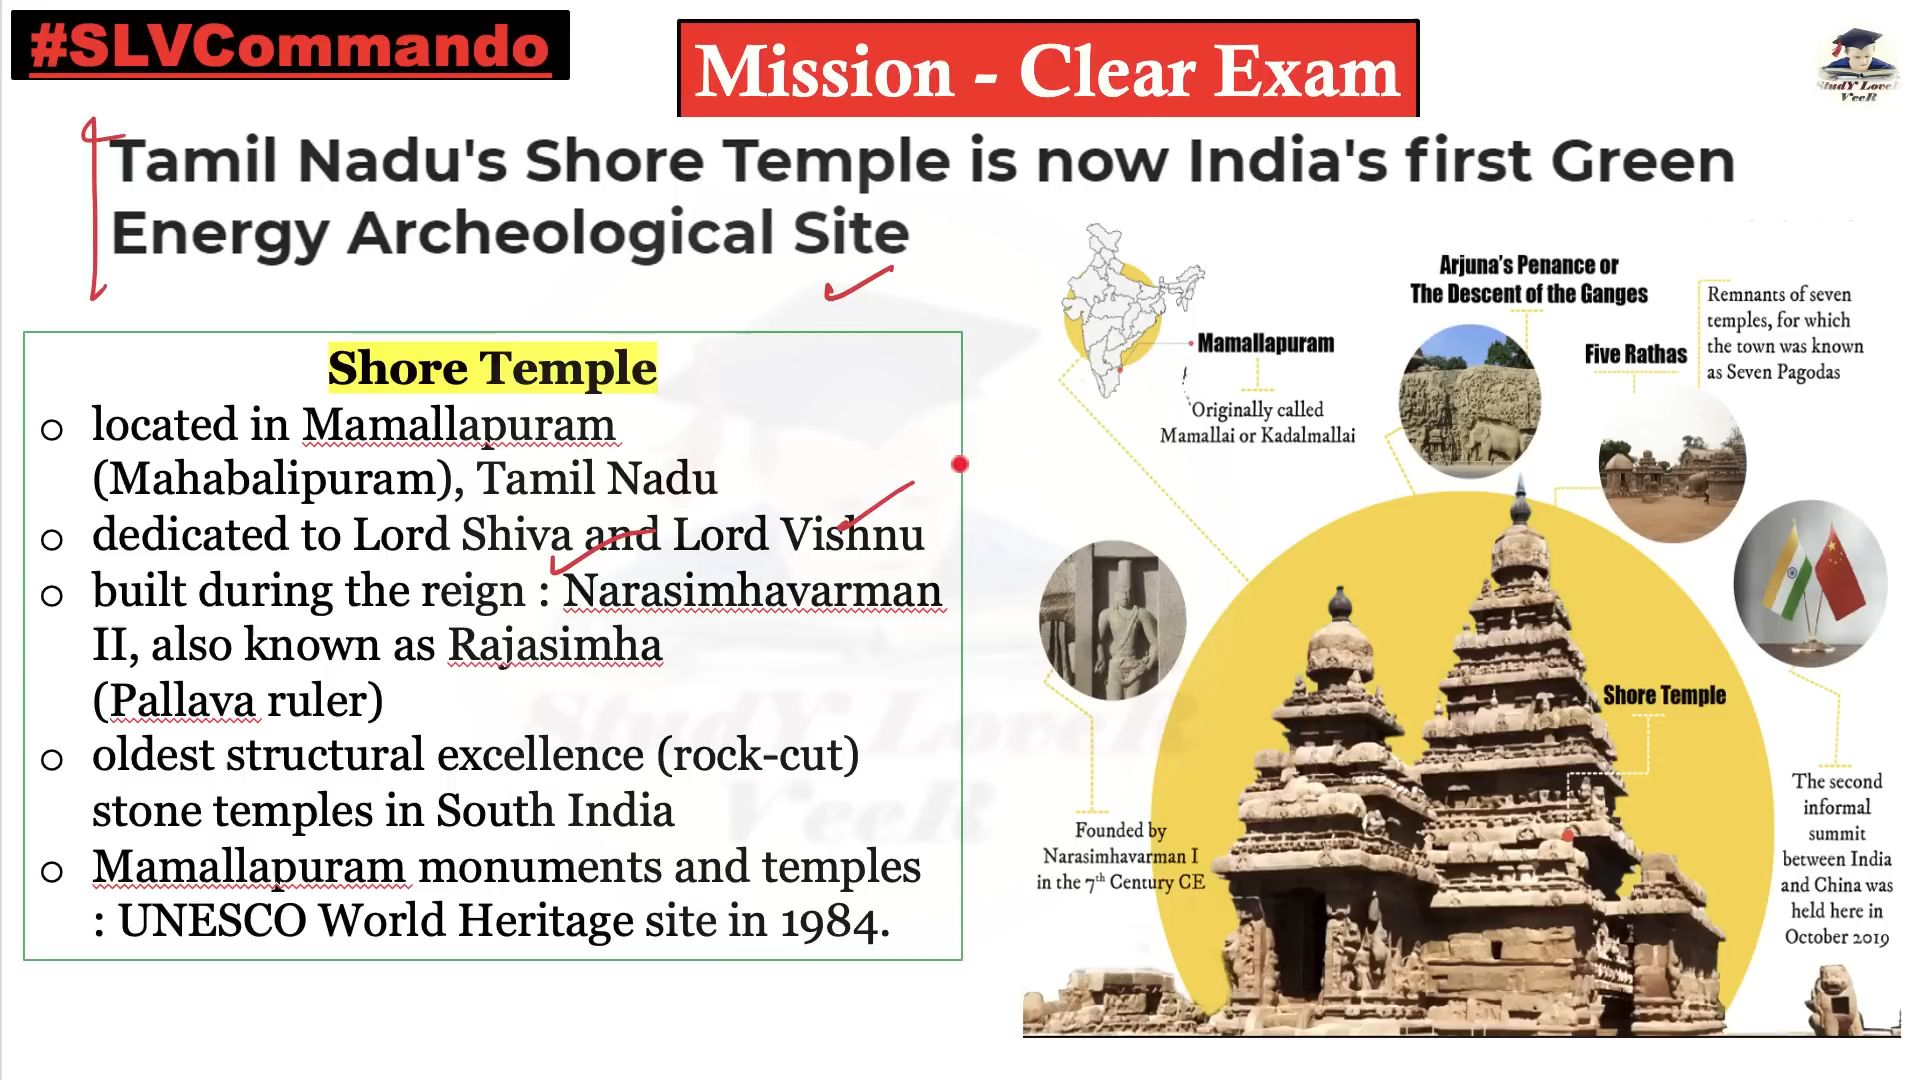 #SLVCommando
Mission - Clear Exam
StudY LoveR
VeeR
Tamil Nadu's Shore Temple is now India's first Green
Energy Archeological Site
Shore Temple
located in Mamallapuram
(Mahabalipuram), Tamil Nadu
dedicated to Lord Shiva and Lord Vishnu
built during the reign : Narasimhavarman
II, also known as Rajasimha
(Pallava ruler)
oldest structural excellence (rock-cut)
stone temples in South India
Mamallapuram monuments and temples
: UNESCO World Heritage site in 1984.
StudY LoveR
VeeR
Mamallapuram
Originally called
Mamallai or Kadalmallai
Arjuna's Penance or
The Descent of the Ganges
Five Rathas
Remnants of seven
temples, for which
the town was known
as Seven Pagodas
Founded by
Narasimhavarman I
in the 7th Century CE
Shore Temple
The second
informal
summit
between India
and China was
held here in
October 2019